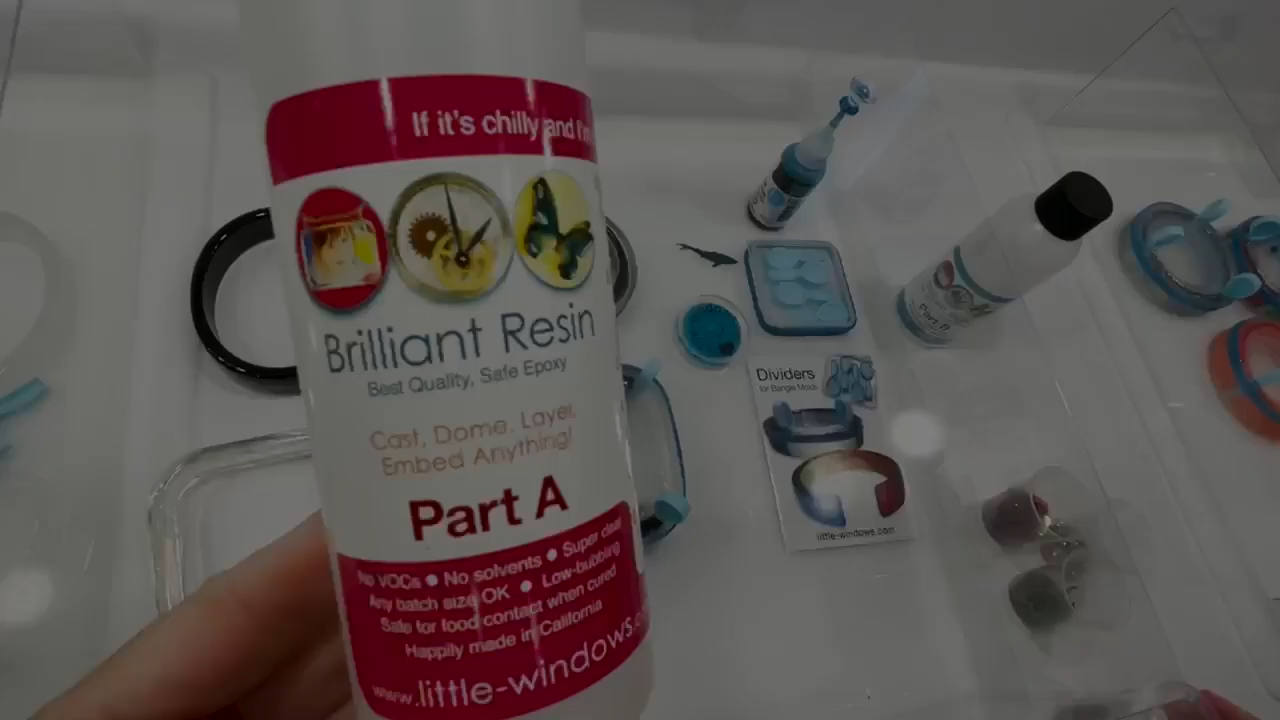 If it's chilly and I'm
Brilliant Resin
Best Quality, Safe Epoxy
Cast, Dome, Layer,
Embed Anything!
Part A
No VOCs ● No solvents ● Super clear
Any batch size OK ● Low-bubbling
Safe for food contact when cured
Happily made in California
www.little-windows.c
Dividers
for Bangle Molds
little-windows.com
Part B